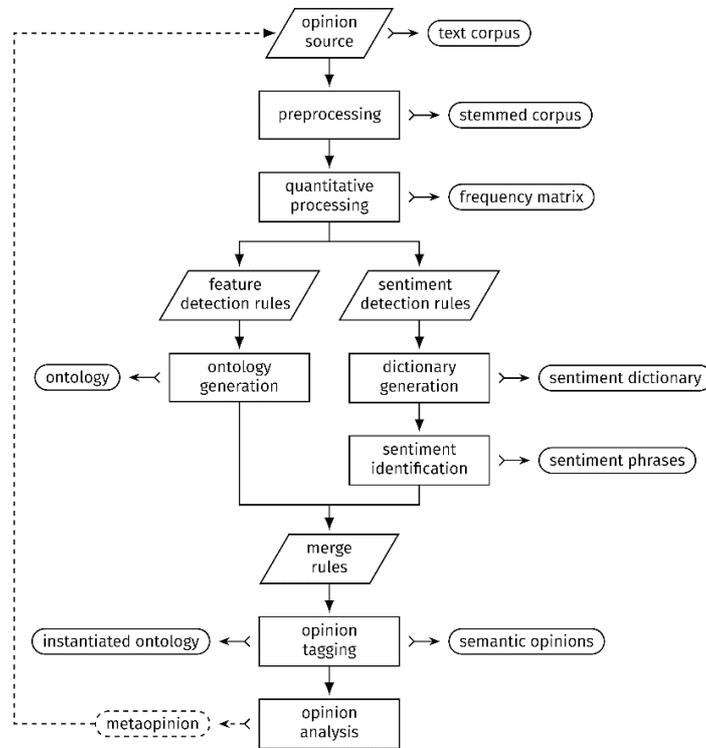 opinion
source
text corpus
preprocessing
stemmed corpus
quantitative
processing
frequency matrix
feature
detection rules
sentiment
detection rules
ontology
ontology
generation
dictionary
generation
sentiment dictionary
sentiment
identification
sentiment phrases
merge
rules
instantiated ontology
opinion
tagging
semantic opinions
metaopinion
opinion
analysis